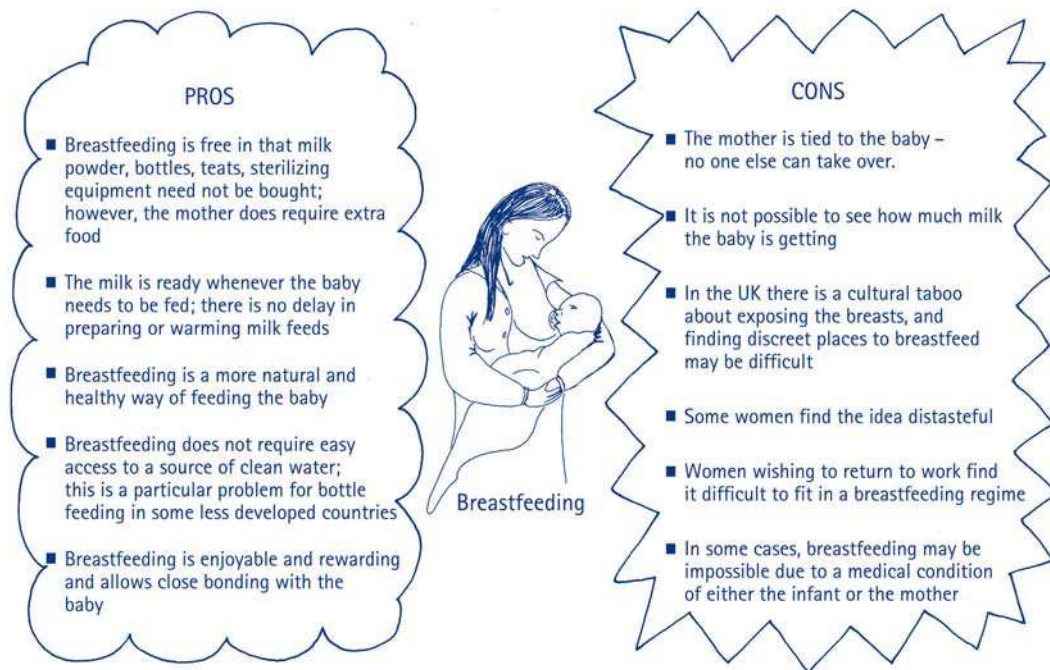 PROS
■ Breastfeeding is free in that milk
powder, bottles, teats, sterilizing
equipment need not be bought;
however, the mother does require extra
food
■ The milk is ready whenever the baby
needs to be fed; there is no delay in
preparing or warming milk feeds
■ Breastfeeding is a more natural and
healthy way of feeding the baby
■ Breastfeeding does not require easy
access to a source of clean water;
this is a particular problem for bottle
feeding in some less developed countries
■ Breastfeeding is enjoyable and rewarding
and allows close bonding with the
baby
Breastfeeding
CONS
■ The mother is tied to the baby –
no one else can take over.
■ It is not possible to see how much milk
the baby is getting
■ In the UK there is a cultural taboo
about exposing the breasts, and
finding discreet places to breastfeed
may be difficult
■ Some women find the idea distasteful
■ Women wishing to return to work find
it difficult to fit in a breastfeeding regime
■ In some cases, breastfeeding may be
impossible due to a medical condition
of either the infant or the mother